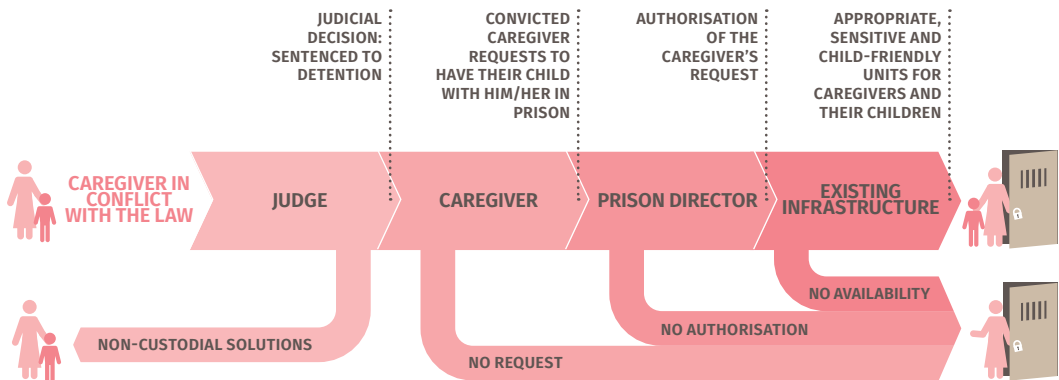 JUDICIAL
DECISION:
SENTENCED TO
DETENTION
CONVICTED
CAREGIVER
REQUESTS TO
HAVE THEIR CHILD
WITH HIM/HER IN
PRISON
AUTHORISATION
OF THE
CAREGIVER'S
REQUEST
APPROPRIATE,
SENSITIVE AND
CHILD-FRIENDLY
UNITS FOR
CAREGIVERS AND
THEIR CHILDREN
CAREGIVER IN
CONFLICT
WITH THE LAW
JUDGE
CAREGIVER
PRISON DIRECTOR
EXISTING
INFRASTRUCTURE
NO AVAILABILITY
NO AUTHORISATION
NON-CUSTODIAL SOLUTIONS
NO REQUEST